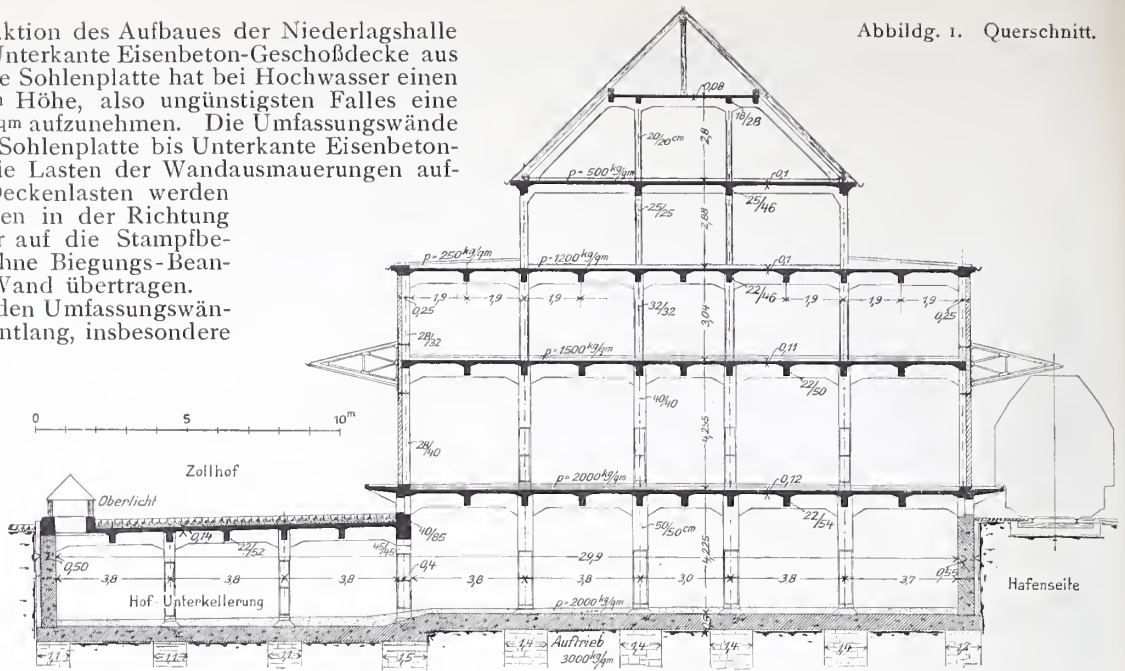 ktion des Aufbaues der Niederlagshalle
Unterkante Eisenbeton-Geschoßdecke aus
e Sohlenplatte hat bei Hochwasser einen
Höhe, also ungünstigsten Falles eine
qm aufzunehmen. Die Umfassungswände
Sohlenplatte bis Unterkante Eisenbeton-
ie Lasten der Wandausmauerungen auf-
Deckenlasten werden
en in der Richtung
r auf die Stampfbe-
hne Biegungs-Bean-
Wand übertragen.
den Umfassungswän-
ntlang, insbesondere
Abbildg. 1. Querschnitt.
0,08
20/20 cm
2,8
18/28
p=500 kg/qm
0,1
25/25
2,88
25/46
p=250 kg/qm
p=1200 kg/qm
0,1
1,9 1,9 1,9
32/32
22/46
1,9 1,9
0,25
3,04
0,25
28/32
p=1500 kg/qm
0,11
22/50
40/40
4,255
28/40
0 5 10 m
Zollhof
Oberlicht
p=2000 kg/qm
0,12
50/50 cm
22/54
0,14
22/52
45/45
40/85
4,225
29,9
0,50
0,4
0,55
3,8 3,8 3,8 3,8 3,8 3,0 3,8 3,7
Hof-Unterkellerung
p=2000 kg/qm
Hafenseite
1,1 1,1 1,1 1,5 1,4 Auftrieb 1,4 1,4 1,4 1,2
3000 kg/qm